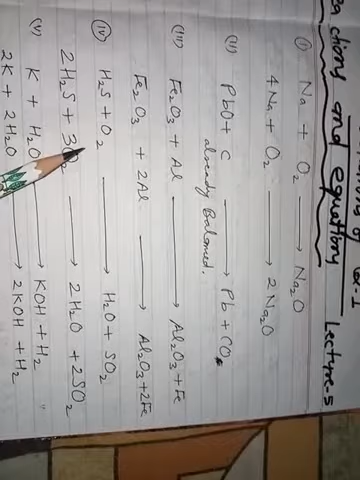 reactions and equation Lecture-5
(i) Na + O₂ ⟶ Na₂O
4Na + O₂ ⟶ 2Na₂O
(ii) PbO + C ⟶ Pb + CO
already Balanced.
(iii) Fe₂O₃ + Al ⟶ Al₂O₃ + Fe
Fe₂O₃ + 2Al ⟶ Al₂O₃ + 2Fe
(iv) H₂S + O₂ ⟶ H₂O + SO₂
2H₂S + 3O₂ ⟶ 2H₂O + 2SO₂
(v) K + H₂O ⟶ KOH + H₂
2K + 2H₂O ⟶ 2KOH + H₂